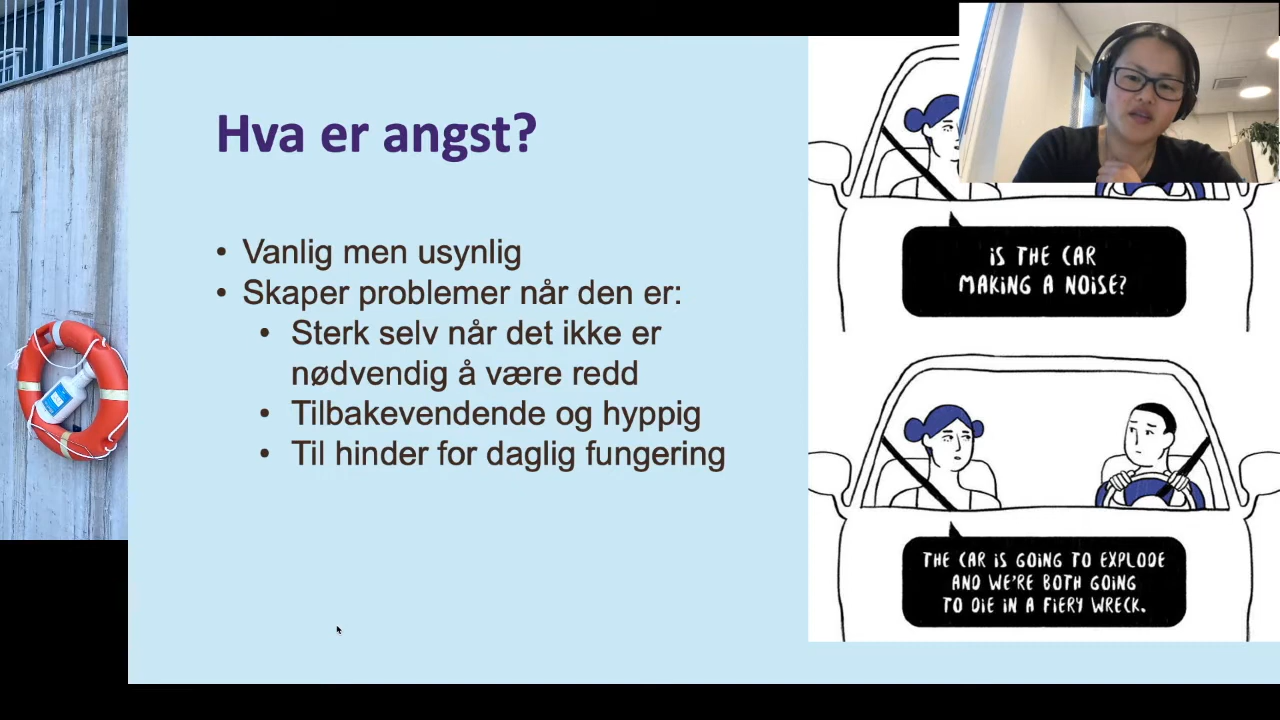 Hva er angst?
• Vanlig men usynlig
• Skaper problemer når den er:
• Sterk selv når det ikke er
nødvendig å være redd
• Tilbakevendende og hyppig
• Til hinder for daglig fungering
iS THE CAR
MAKiNG A NOiSE?
THE CAR iS GOiNG TO EXPLODE
AND WE'RE BOTH GOiNG
TO DiE iN A FiERY WRECK.